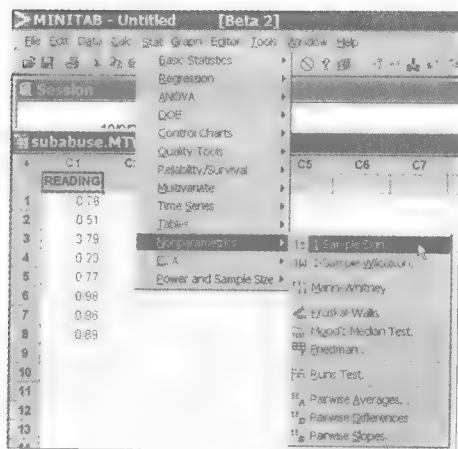 MINITAB - Untitled [Beta 2]
File Edit Data Calc Stat Graph Editor Tools Window Help
Session
subabuse.MTW
Basic Statistics
Regression
ANOVA
DOE
Control Charts
Quality Tools
Reliability/Survival
Multivariate
Time Series
Tables
Nonparametrics
EDA
Power and Sample Size
1-Sample Sign...
1-Sample Wilcoxon...
Mann-Whitney
Kruskal-Wallis
Mood's Median Test...
Friedman...
Runs Test...
Pairwise Averages...
Pairwise Differences
Pairwise Slopes...
C1 C5 C6 C7
READING
1 0.78
2 0.51
3 3.79
4 0.23
5 0.77
6 0.98
7 0.96
8 0.89
9
10
11
12
13